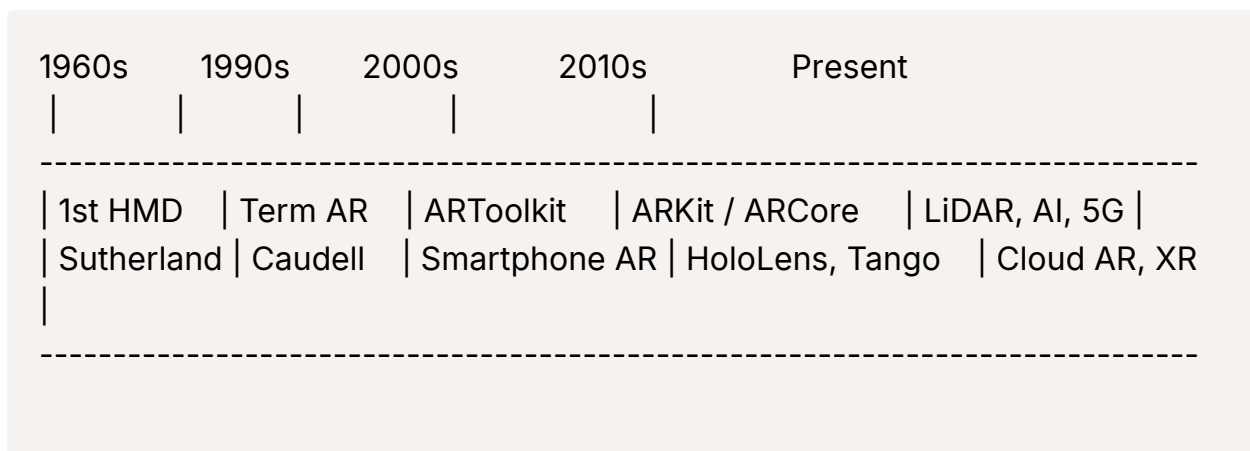 1960s 1990s 2000s 2010s Present
| | | | |
--------------------------------------------------------------------------------
| 1st HMD | Term AR | ARToolkit | ARKit / ARCore | LiDAR, AI, 5G |
| Sutherland | Caudell | Smartphone AR | HoloLens, Tango | Cloud AR, XR
|
--------------------------------------------------------------------------------